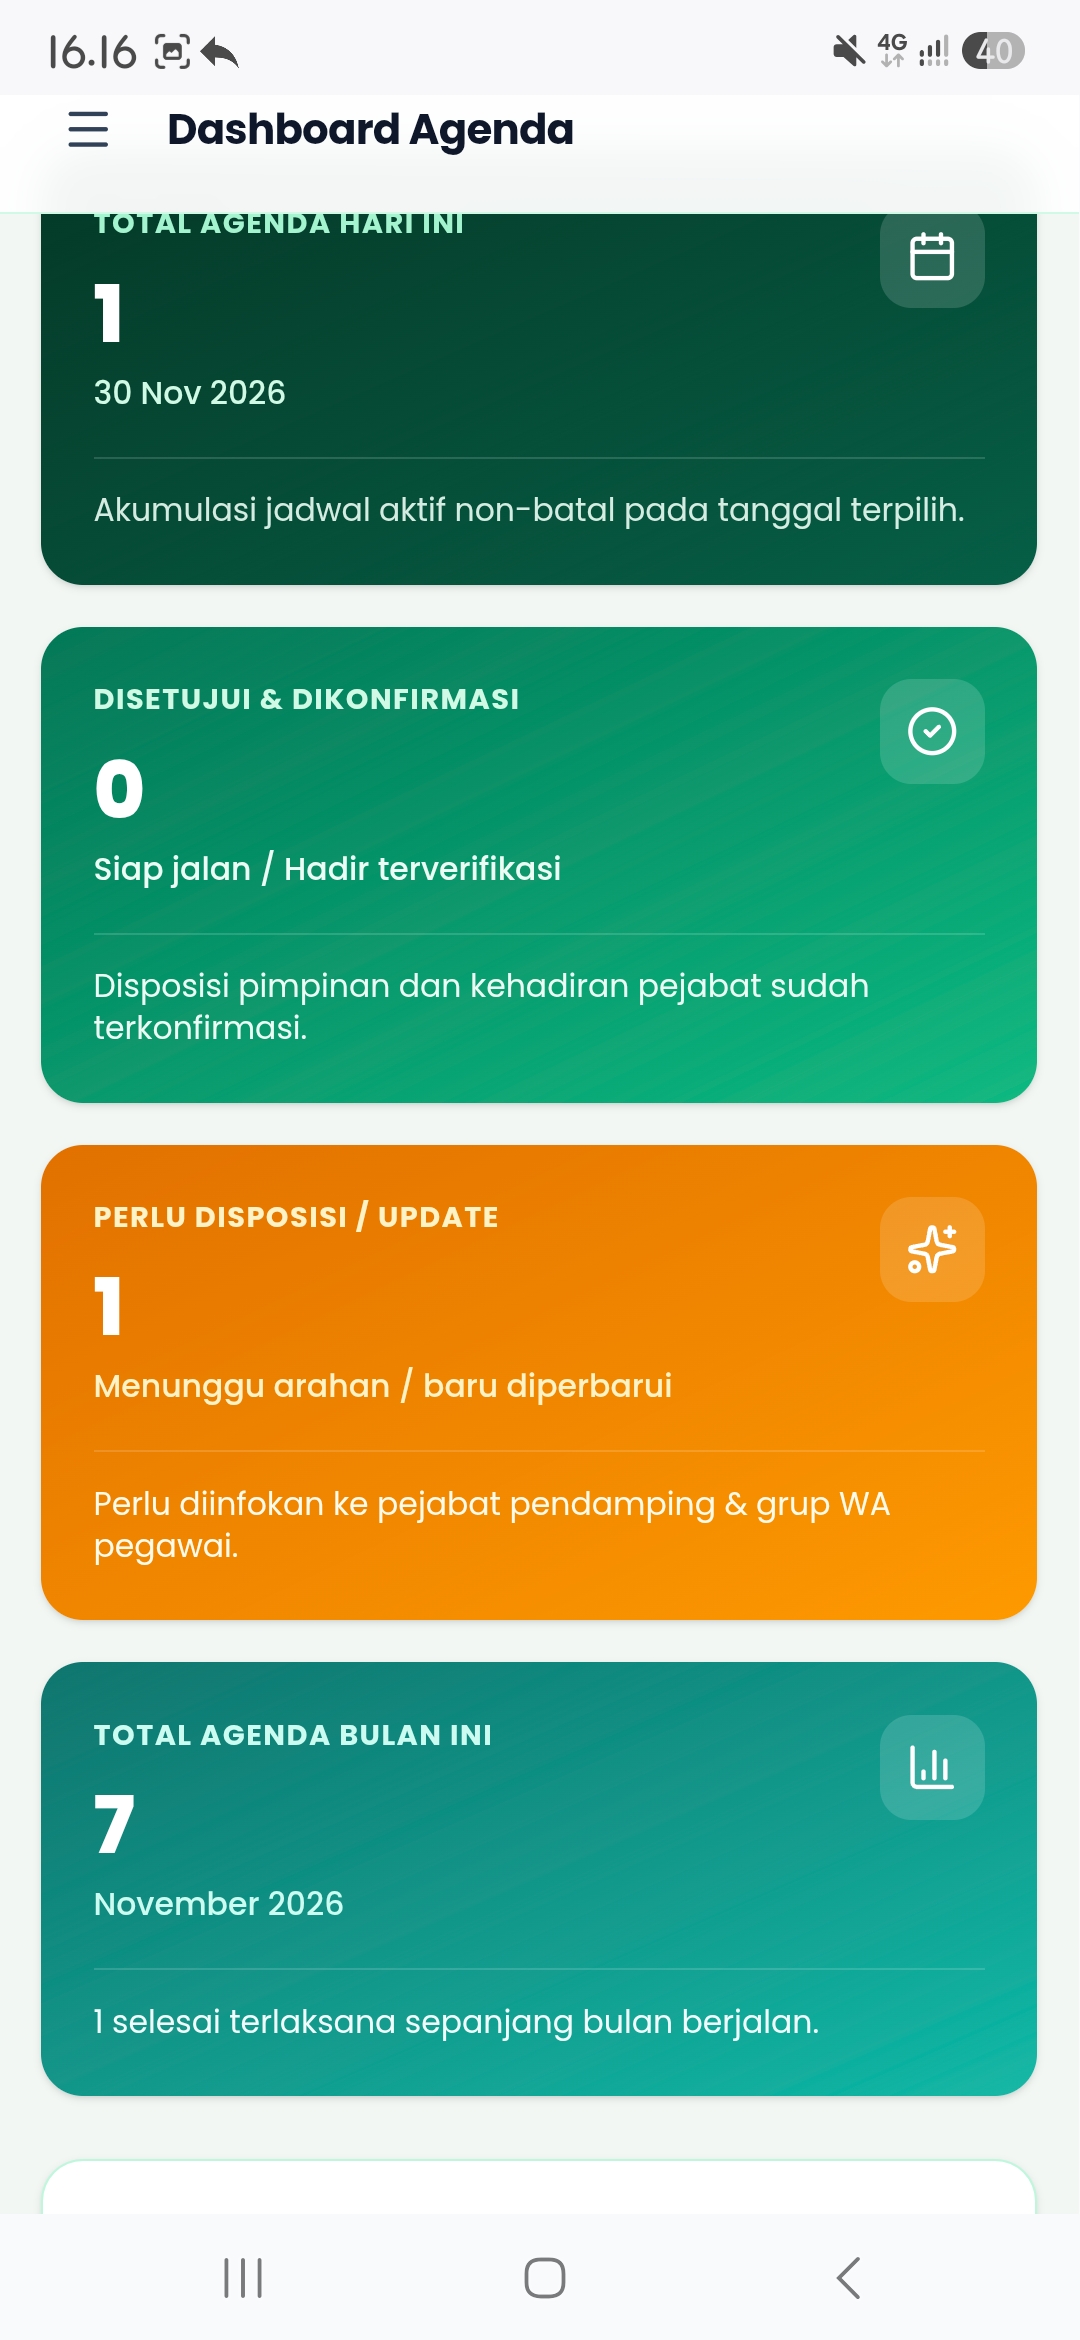 16.16
4G
40
Dashboard Agenda
TOTAL AGENDA HARI INI
1
30 Nov 2026
Akumulasi jadwal aktif non-batal pada tanggal terpilih.
DISETUJUI & DIKONFIRMASI
0
Siap jalan / Hadir terverifikasi
Disposisi pimpinan dan kehadiran pejabat sudah
terkonfirmasi.
PERLU DISPOSISI / UPDATE
1
Menunggu arahan / baru diperbarui
Perlu diinfokan ke pejabat pendamping & grup WA
pegawai.
TOTAL AGENDA BULAN INI
7
November 2026
1 selesai terlaksana sepanjang bulan berjalan.